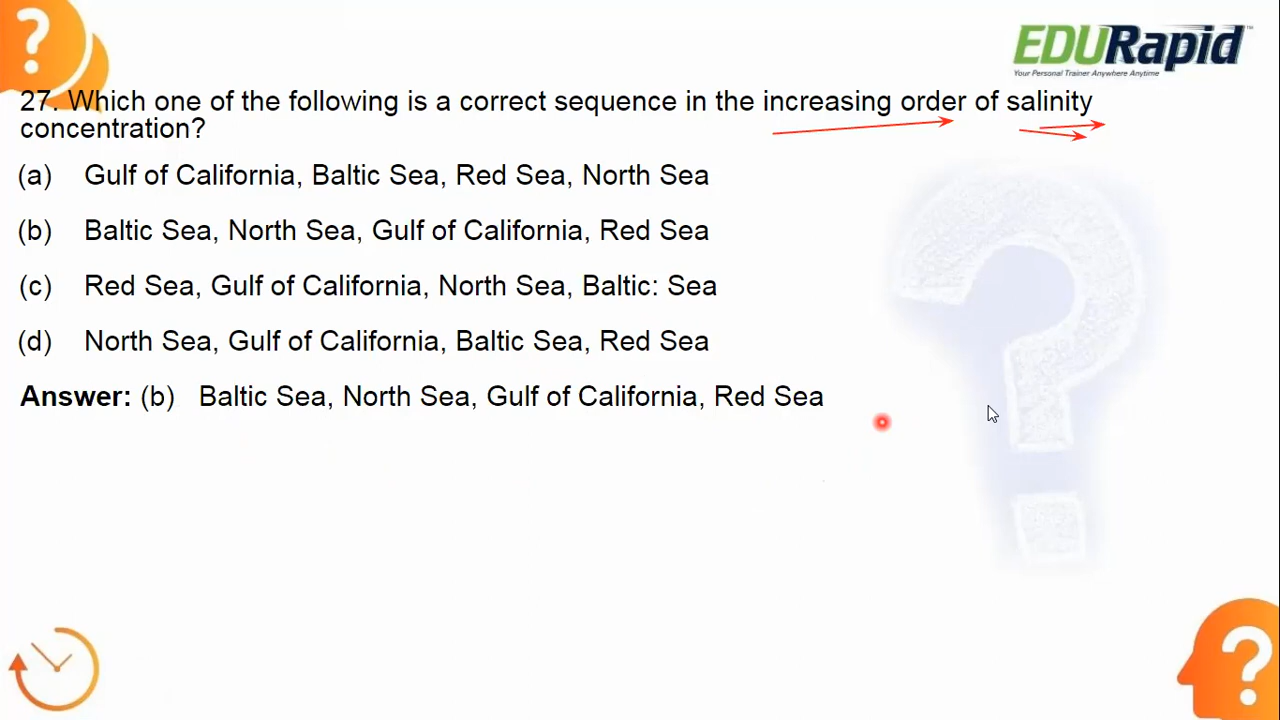 ?
EDURapid™
Your Personal Trainer Anywhere Anytime
27. Which one of the following is a correct sequence in the increasing order of salinity
concentration?
(a) Gulf of California, Baltic Sea, Red Sea, North Sea
(b) Baltic Sea, North Sea, Gulf of California, Red Sea
(c) Red Sea, Gulf of California, North Sea, Baltic: Sea
(d) North Sea, Gulf of California, Baltic Sea, Red Sea
Answer: (b) Baltic Sea, North Sea, Gulf of California, Red Sea
?
?